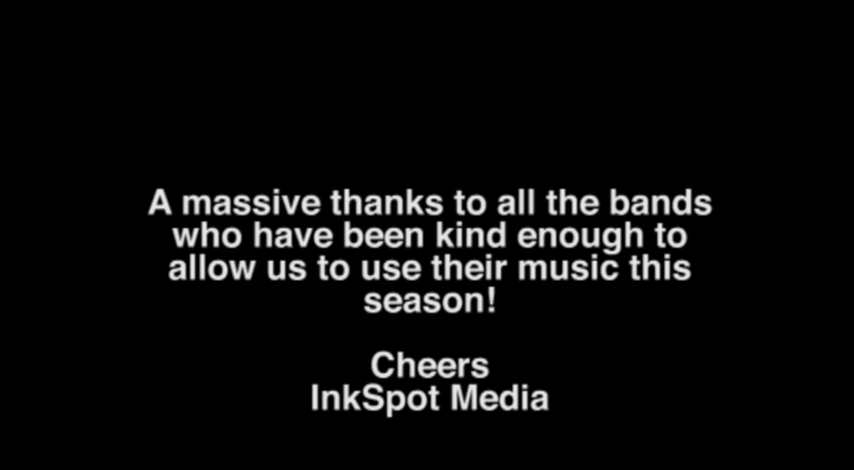 A massive thanks to all the bands
who have been kind enough to
allow us to use their music this
season!
Cheers
InkSpot Media